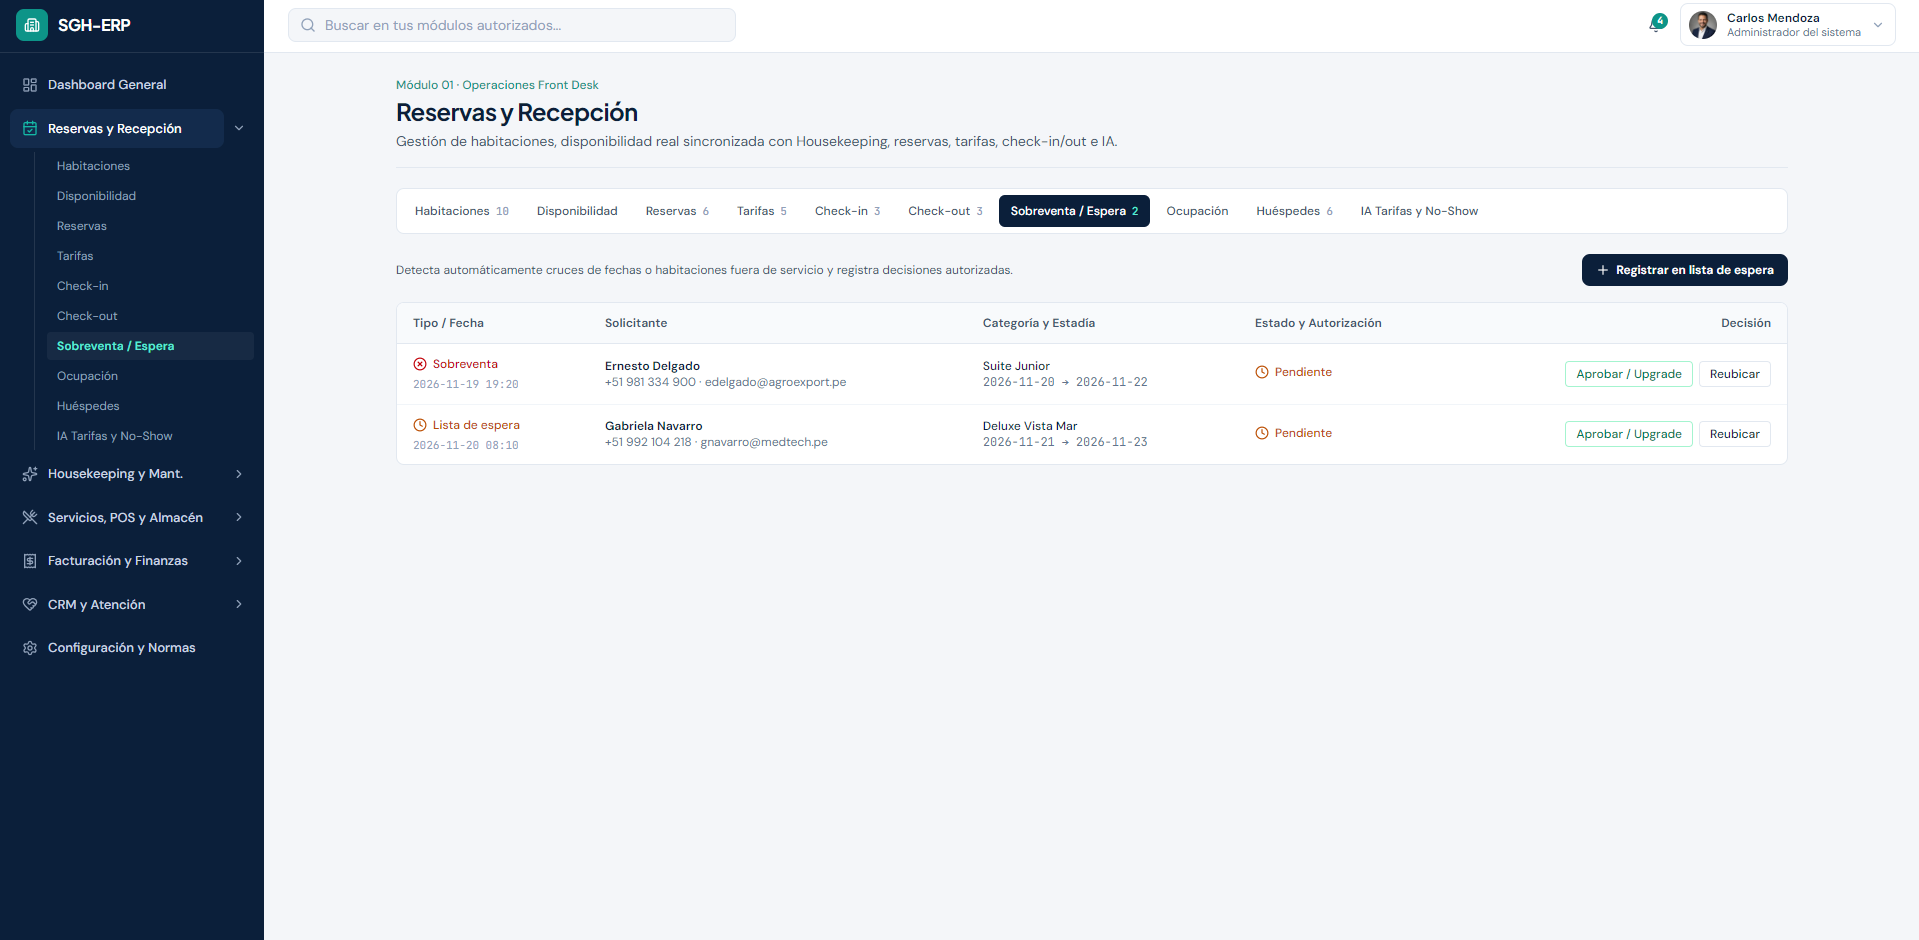 SGH-ERP
Buscar en tus módulos autorizados...
4
Carlos Mendoza
Administrador del sistema
Dashboard General
Reservas y Recepción
Habitaciones
Disponibilidad
Reservas
Tarifas
Check-in
Check-out
Sobreventa / Espera
Ocupación
Huéspedes
IA Tarifas y No-Show
Housekeeping y Mant.
Servicios, POS y Almacén
Facturación y Finanzas
CRM y Atención
Configuración y Normas
Módulo 01 · Operaciones Front Desk
Reservas y Recepción
Gestión de habitaciones, disponibilidad real sincronizada con Housekeeping, reservas, tarifas, check-in/out e IA.
Habitaciones 10 Disponibilidad Reservas 6 Tarifas 5 Check-in 3 Check-out 3 Sobreventa / Espera 2 Ocupación Huéspedes 6 IA Tarifas y No-Show
Detecta automáticamente cruces de fechas o habitaciones fuera de servicio y registra decisiones autorizadas.
+ Registrar en lista de espera
Tipo / Fecha Solicitante Categoría y Estadía Estado y Autorización Decisión
Sobreventa Ernesto Delgado Suite Junior Pendiente Aprobar / Upgrade Reubicar
2026-11-19 19:20 +51 981 334 900 · edelgado@agroexport.pe 2026-11-20 → 2026-11-22
Lista de espera Gabriela Navarro Deluxe Vista Mar Pendiente Aprobar / Upgrade Reubicar
2026-11-20 08:10 +51 992 104 218 · gnavarro@medtech.pe 2026-11-21 → 2026-11-23